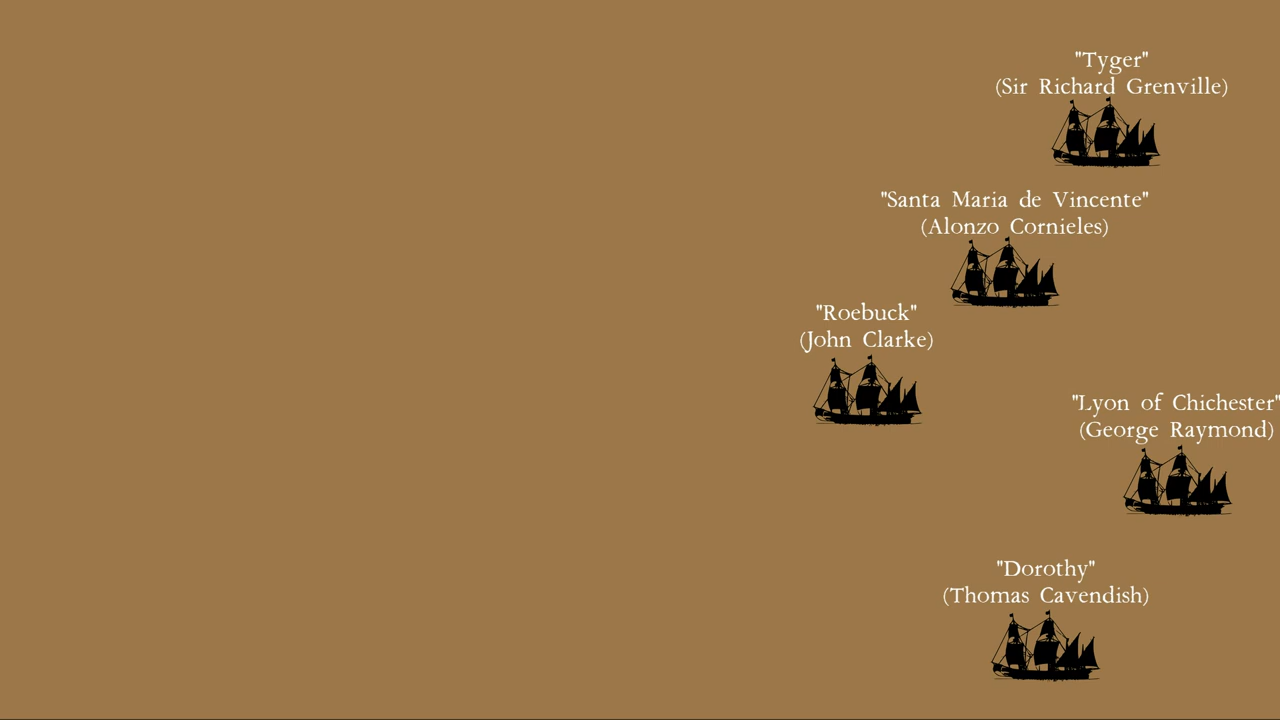 "Tyger"
(Sir Richard Grenville)
"Santa Maria de Vincente"
(Alonzo Cornieles)
"Roebuck"
(John Clarke)
"Lyon of Chichester"
(George Raymond)
"Dorothy"
(Thomas Cavendish)